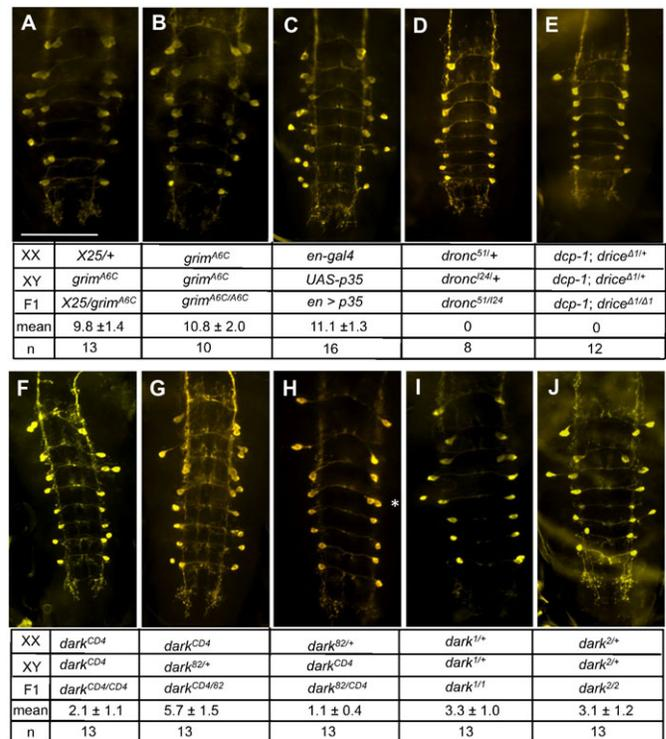 A B C D E
XX X25/+ grim^A6C en-gal4 dronc^51/+ dcp-1; drice^Δ1/+
XY grim^A6C grim^A6C UAS-p35 dronc^I24/+ dcp-1; drice^Δ1/+
F1 X25/grim^A6C grim^A6C/A6C en > p35 dronc^51/I24 dcp-1; drice^Δ1/Δ1
mean 9.8 ±1.4 10.8 ± 2.0 11.1 ±1.3 0 0
n 13 10 16 8 12
F G H I J
*
XX dark^CD4 dark^CD4 dark^82/+ dark^1/+ dark^2/+
XY dark^CD4 dark^82/+ dark^CD4 dark^1/+ dark^2/+
F1 dark^CD4/CD4 dark^CD4/82 dark^82/CD4 dark^1/1 dark^2/2
mean 2.1 ± 1.1 5.7 ± 1.5 1.1 ± 0.4 3.3 ± 1.0 3.1 ± 1.2
n 13 13 13 13 13